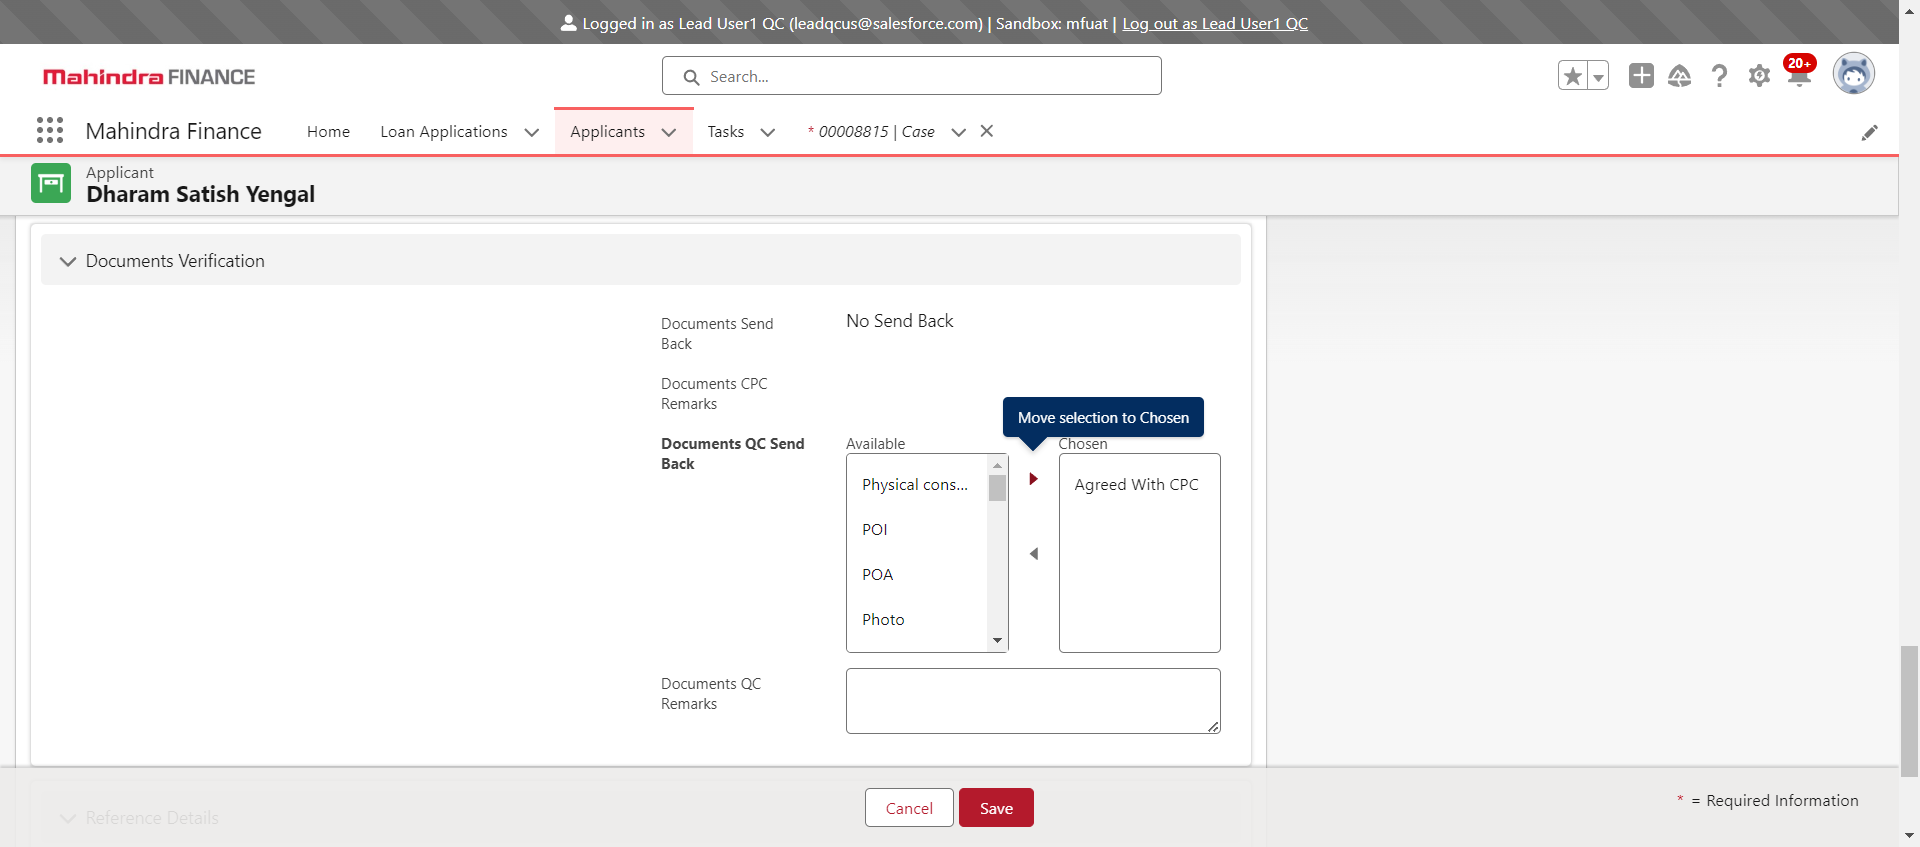 Logged in as Lead User1 QC (leadqcus@salesforce.com) | Sandbox: mfuat | Log out as Lead User1 QC
Mahindra FINANCE
Search...
20+
Mahindra Finance
Home
Loan Applications
Applicants
Tasks
* 00008815 | Case
Applicant
Dharam Satish Yengal
Documents Verification
Documents Send
Back
No Send Back
Documents CPC
Remarks
Move selection to Chosen
Documents QC Send
Back
Available
Chosen
Physical cons...
POI
POA
Photo
Agreed With CPC
Documents QC
Remarks
Reference Details
Cancel
Save
* = Required Information